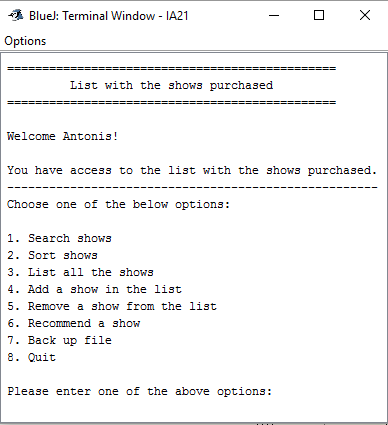 BlueJ: Terminal Window - IA21
Options
===============================================
List with the shows purchased
===============================================
Welcome Antonis!
You have access to the list with the shows purchased.
-----------------------------------------------------
Choose one of the below options:
1. Search shows
2. Sort shows
3. List all the shows
4. Add a show in the list
5. Remove a show from the list
6. Recommend a show
7. Back up file
8. Quit
Please enter one of the above options: